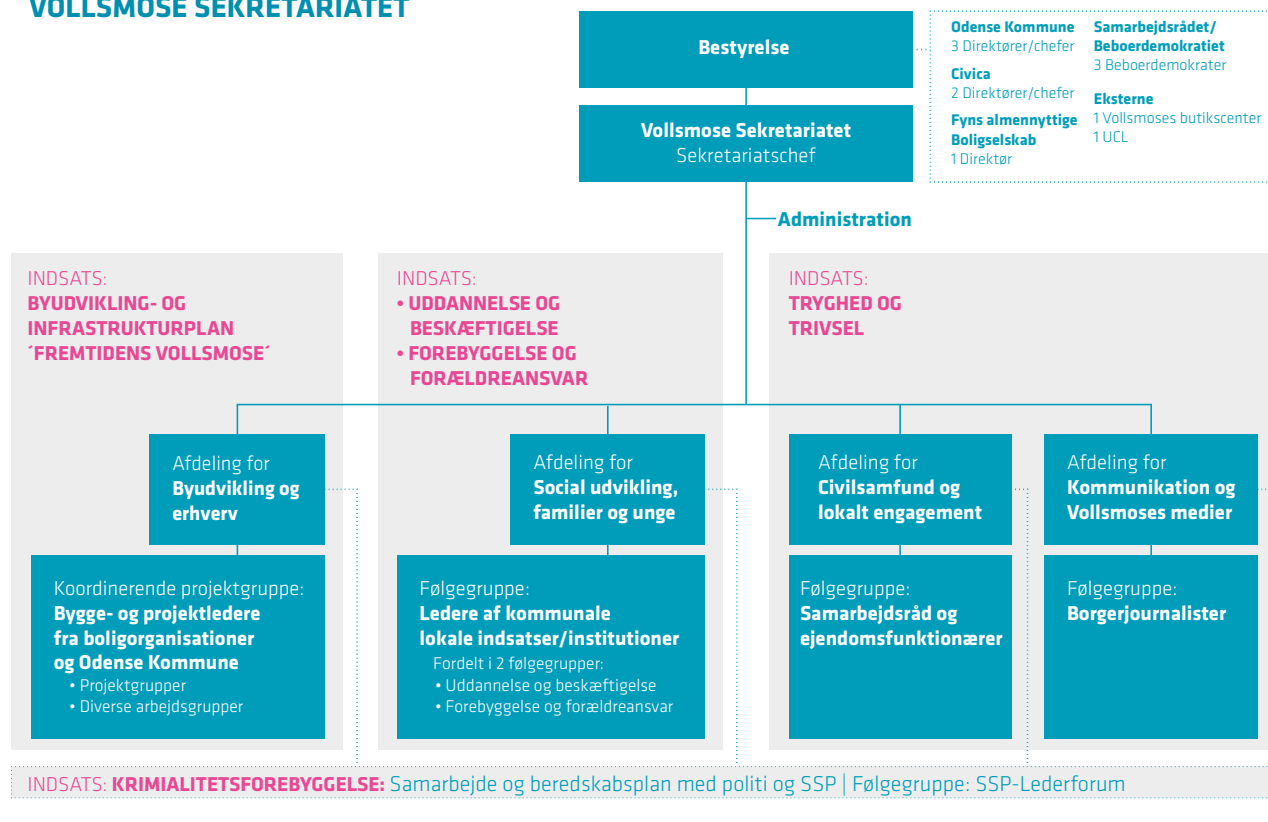 VOLLSMOSE SEKRETARIATET
Bestyrelse
Odense Kommune
3 Direktører/chefer
Civica
2 Direktører/chefer
Fyns almennyttige
Boligselskab
1 Direktør
Samarbejdsrådet/
Beboerdemokratiet
3 Beboerdemokrater
Eksterne
1 Vollsmoses butikscenter
1 UCL
Vollsmose Sekretariatet
Sekretariatschef
Administration
INDSATS:
BYUDVIKLING- OG
INFRASTRUKTURPLAN
´FREMTIDENS VOLLSMOSE´
INDSATS:
• UDDANNELSE OG
BESKÆFTIGELSE
• FOREBYGGELSE OG
FORÆLDREANSVAR
INDSATS:
TRYGHED OG
TRIVSEL
Afdeling for
Byudvikling og
erhverv
Afdeling for
Social udvikling,
familier og unge
Afdeling for
Civilsamfund og
lokalt engagement
Afdeling for
Kommunikation og
Vollsmoses medier
Koordinerende projektgruppe:
Bygge- og projektledere
fra boligorganisationer
og Odense Kommune
• Projektgrupper
• Diverse arbejdsgrupper
Følgegruppe:
Ledere af kommunale
lokale indsatser/institutioner
Fordelt i 2 følgegrupper:
• Uddannelse og beskæftigelse
• Forebyggelse og forældreansvar
Følgegruppe:
Samarbejdsråd og
ejendomsfunktionærer
Følgegruppe:
Borgerjournalister
INDSATS: KRIMIALITETSFOREBYGGELSE: Samarbejde og beredskabsplan med politi og SSP | Følgegruppe: SSP-Lederforum